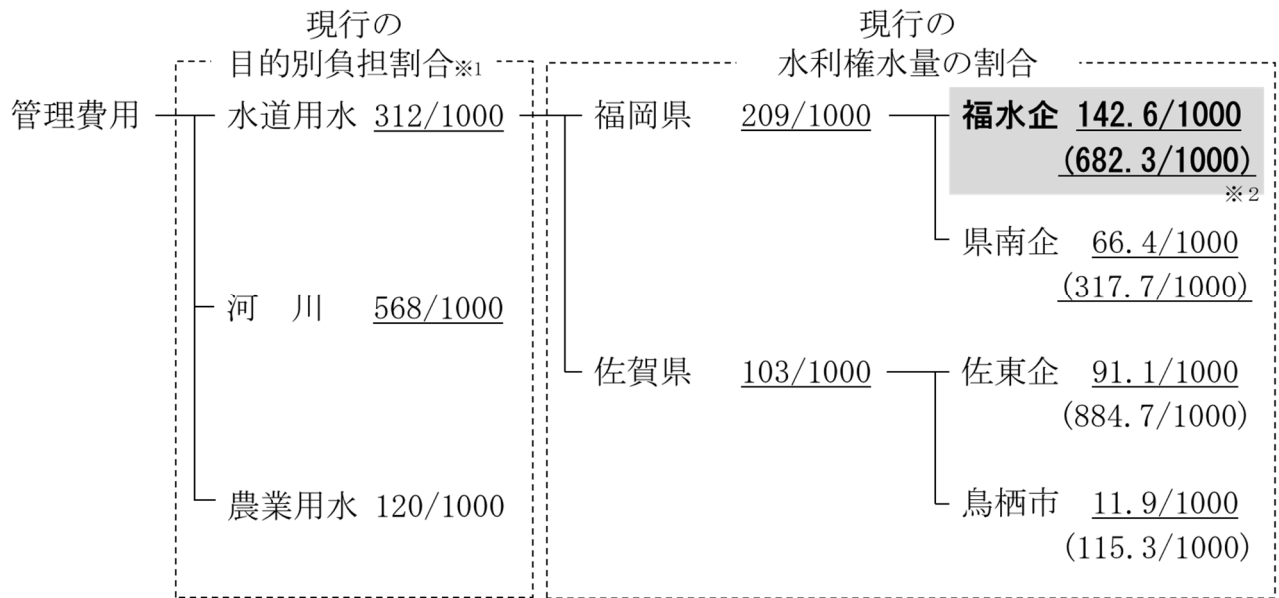 現行の
目的別負担割合※1
現行の
水利権水量の割合
管理費用
水道用水 312/1000
福岡県 209/1000
福水企 142.6/1000
(682.3/1000)
※2
県南企 66.4/1000
(317.7/1000)
河　川 568/1000
佐賀県 103/1000
佐東企 91.1/1000
(884.7/1000)
農業用水 120/1000
鳥栖市 11.9/1000
(115.3/1000)